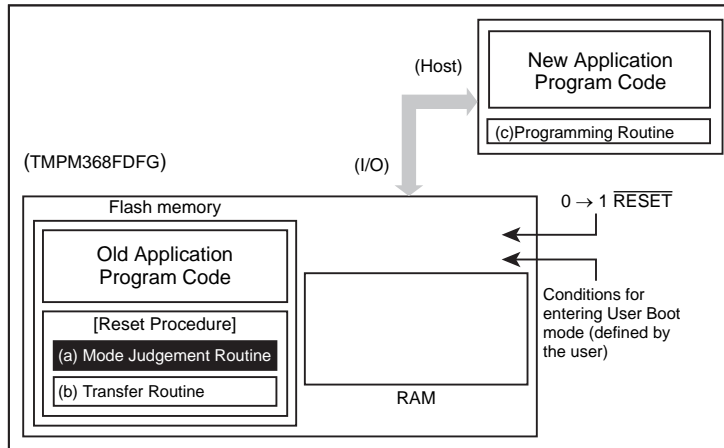 New Application
Program Code
(c)Programming Routine
(Host)
(I/O)
(TMPM368FDFG)
Flash memory
Old Application
Program Code
[Reset Procedure]
(a) Mode Judgement Routine
(b) Transfer Routine
RAM
0 → 1 RESET
Conditions for
entering User Boot
mode (defined by
the user)